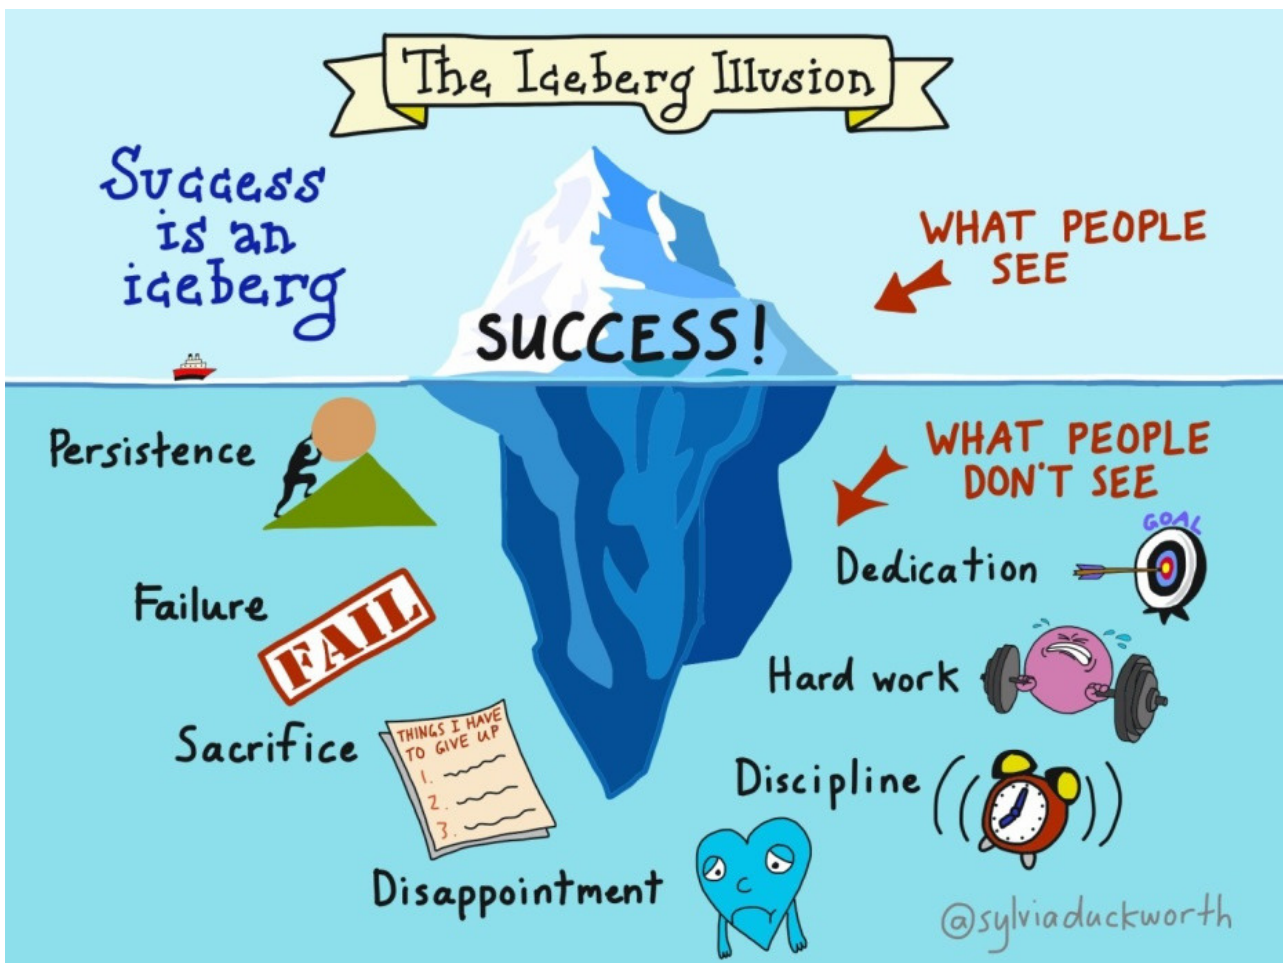 The Iceberg Illusion
Success
is an
iceberg
WHAT PEOPLE
SEE
SUCCESS!
Persistence
WHAT PEOPLE
DON'T SEE
GOAL
Dedication
Failure
FAIL
Hard work
Sacrifice
THINGS I HAVE
TO GIVE UP
1.
2.
3.
Discipline
Disappointment
@sylviaduckworth